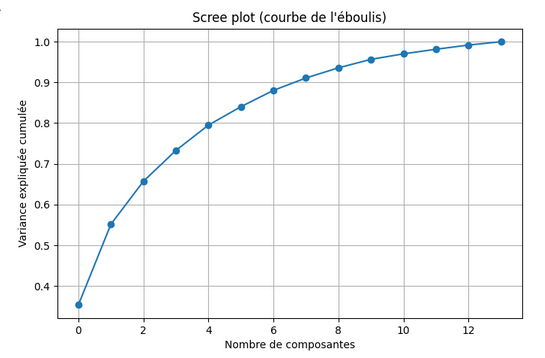 Scree plot (courbe de l'éboulis)
Variance expliquée cumulée
1.0
0.9
0.8
0.7
0.6
0.5
0.4
0 2 4 6 8 10 12
Nombre de composantes